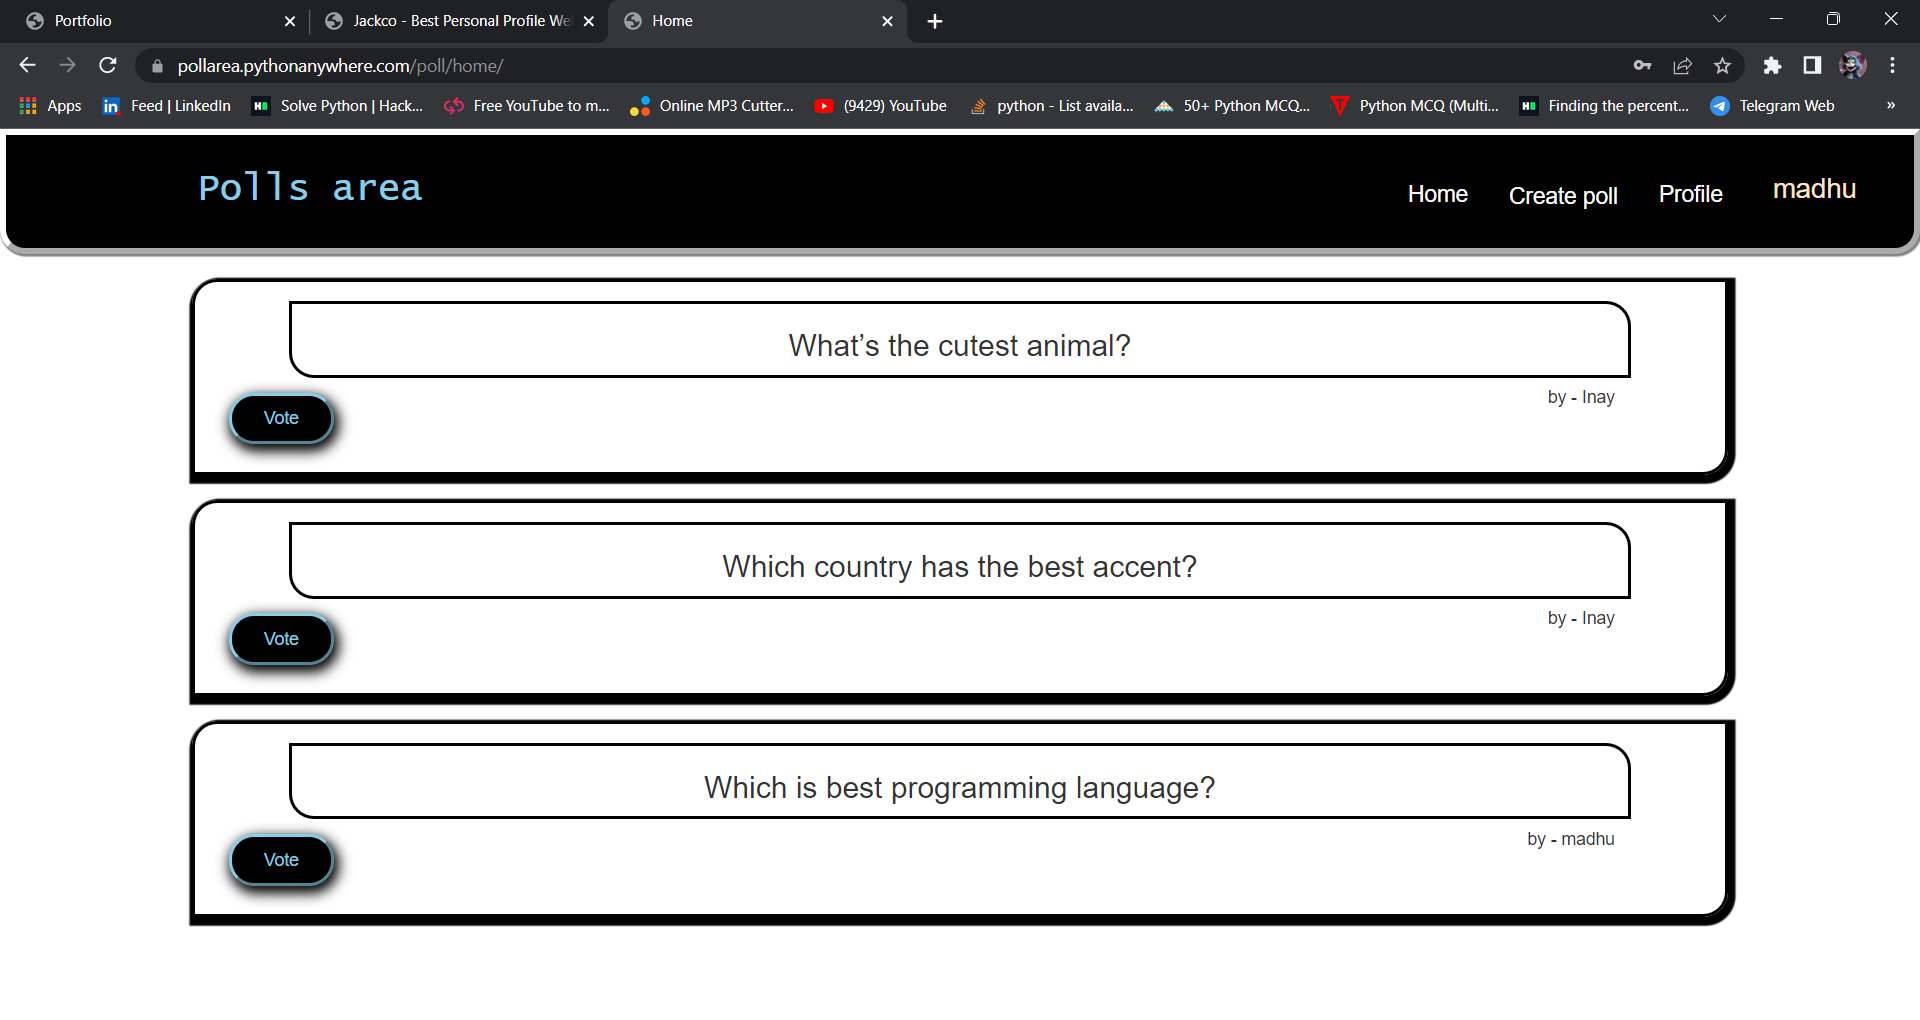 Portfolio
Jackco - Best Personal Profile We
Home
pollarea.pythonanywhere.com/poll/home/
Apps
in Feed | LinkedIn
Solve Python | Hack...
Free YouTube to m...
Online MP3 Cutter...
(9429) YouTube
python - List availa...
50+ Python MCQ...
T Python MCQ (Multi...
Finding the percent...
Telegram Web
»
Polls area
Home
Create poll
Profile
madhu
What’s the cutest animal?
by - Inay
Vote
Which country has the best accent?
by - Inay
Vote
Which is best programming language?
by - madhu
Vote